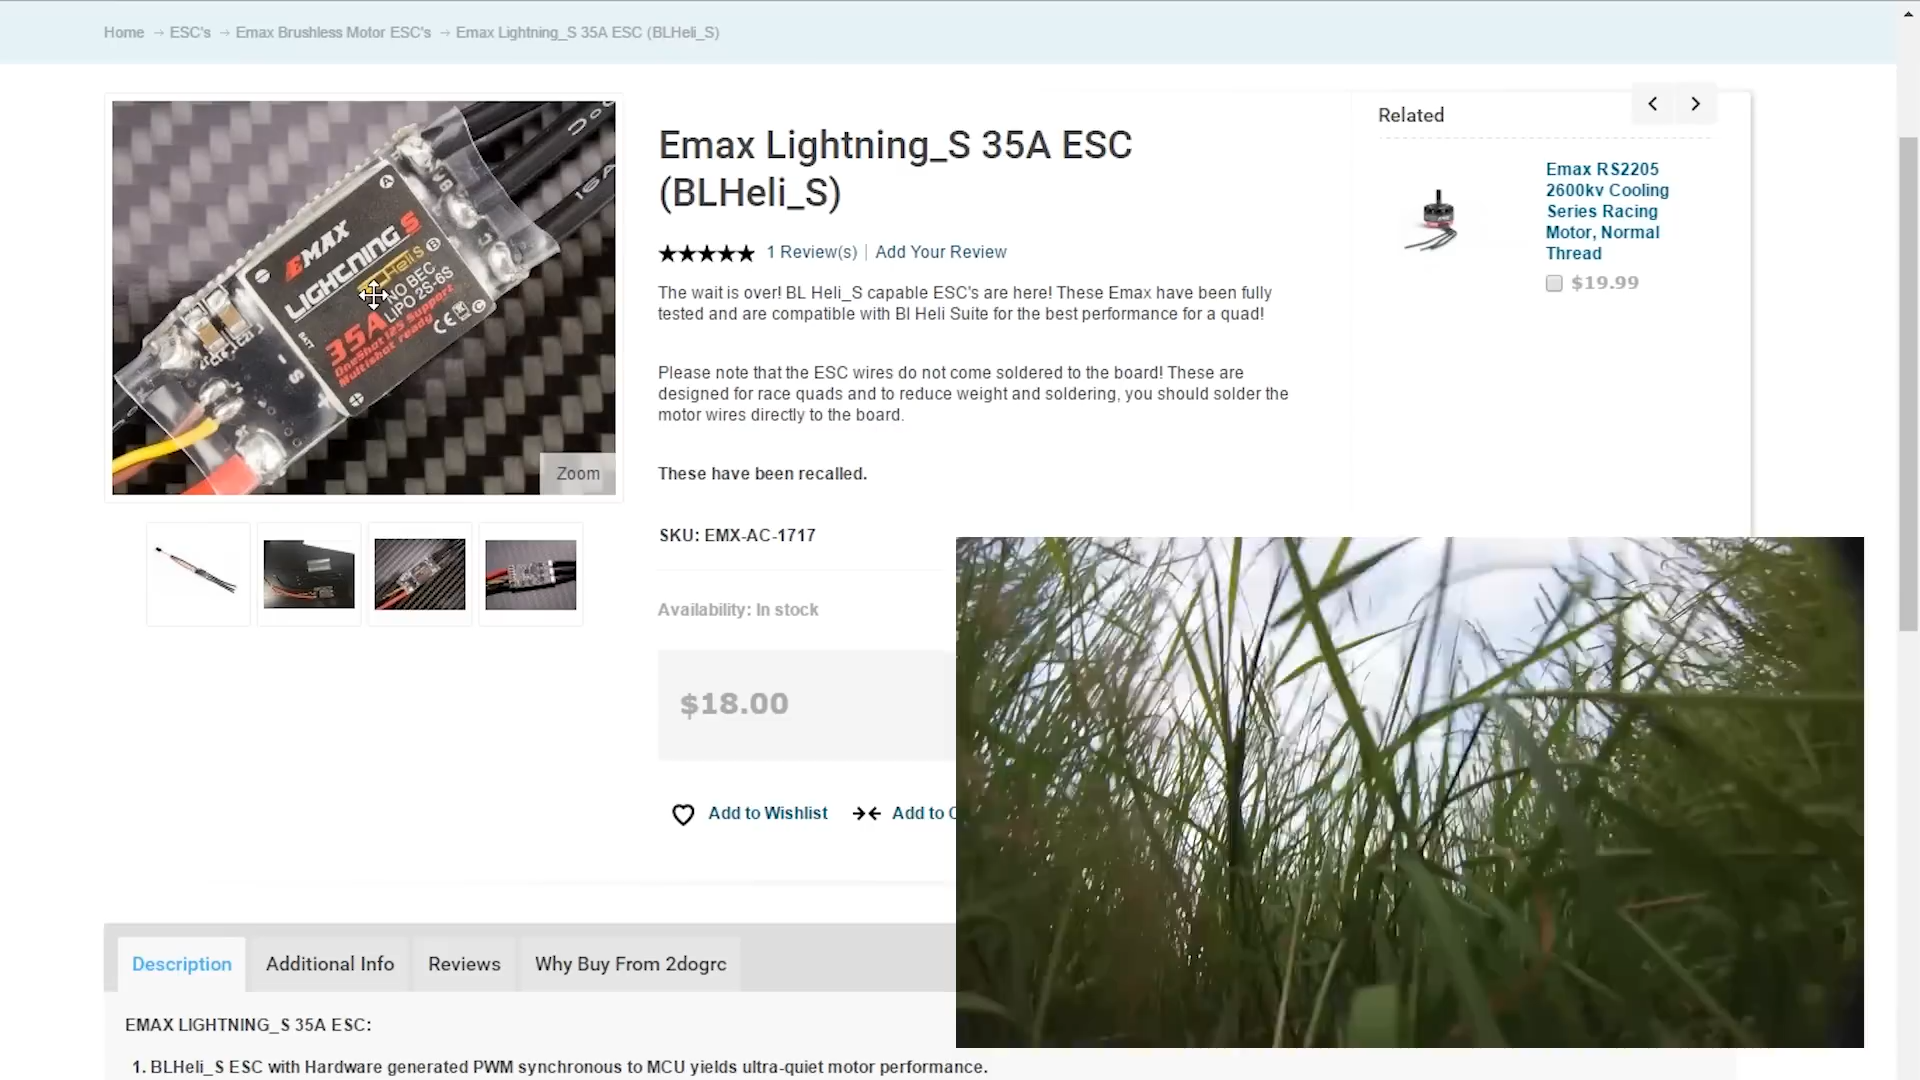 Home → ESC's → Emax Brushless Motor ESC's → Emax Lightning_S 35A ESC (BLHeli_S)
EMAX
LIGHTNING S
NO BEC
LIPO 2S-6S
35A
OneShot 125 Support
Multishot ready
BATT
A
B
C
S
16A
Zoom
Emax Lightning_S 35A ESC
(BLHeli_S)
1 Review(s) | Add Your Review
The wait is over! BL Heli_S capable ESC's are here! These Emax have been fully
tested and are compatible with Bl Heli Suite for the best performance for a quad!
Please note that the ESC wires do not come soldered to the board! These are
designed for race quads and to reduce weight and soldering, you should solder the
motor wires directly to the board.
These have been recalled.
SKU: EMX-AC-1717
Availability: In stock
$18.00
Add to Wishlist
Add to
Related
Emax RS2205
2600kv Cooling
Series Racing
Motor, Normal
Thread
$19.99
Description
Additional Info
Reviews
Why Buy From 2dogrc
EMAX LIGHTNING_S 35A ESC:
1. BLHeli_S ESC with Hardware generated PWM synchronous to MCU yields ultra-quiet motor performance.